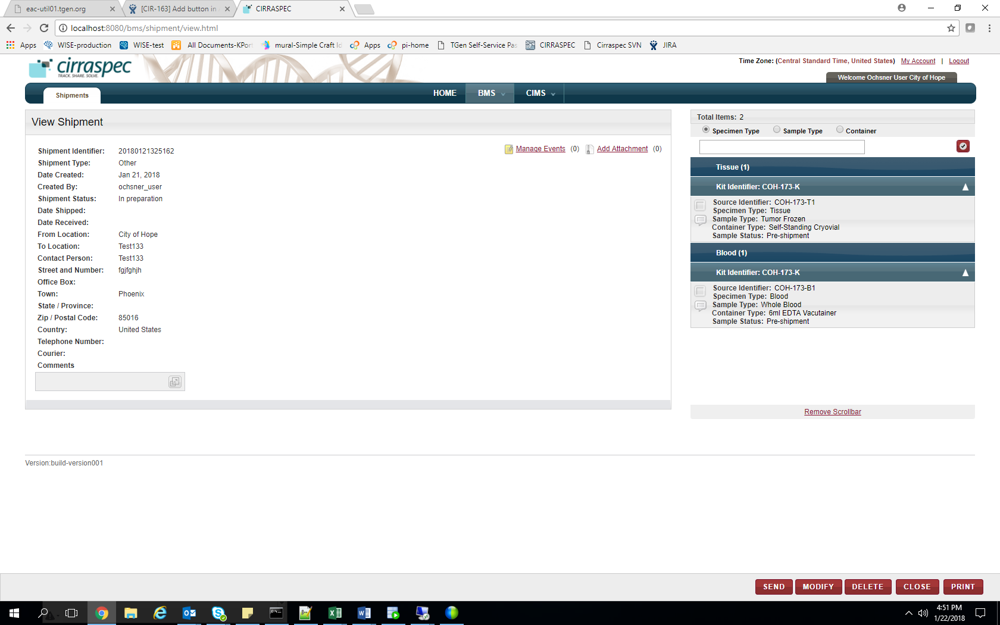 eac-util01.tgen.org
[CIR-163] Add button in
CIRRASPEC
localhost:8080/bms/shipment/view.html
Apps
WISE-production
WISE-test
All Documents-KPort
mural-Simple Craft
Apps
pi-home
TGen Self-Service Pas
CIRRASPEC
Cirraspec SVN
JIRA
cirraspec
TRACK. SHARE. SOLVE.
Time Zone: (Central Standard Time, United States) My Account | Logout
Welcome Ochsner User City of Hope
Shipments
HOME
BMS
CIMS
View Shipment
Manage Events (0) Add Attachment (0)
Shipment Identifier: 20180121325162
Shipment Type: Other
Date Created: Jan 21, 2018
Created By: ochsner_user
Shipment Status: In preparation
Date Shipped:
Date Received:
From Location: City of Hope
To Location: Test133
Contact Person: Test133
Street and Number: fgjfghjh
Office Box:
Town: Phoenix
State / Province:
Zip / Postal Code: 85016
Country: United States
Telephone Number:
Courier:
Comments
Total Items: 2
Specimen Type Sample Type Container
Tissue (1)
Kit Identifier: COH-173-K
Source Identifier: COH-173-T1
Specimen Type: Tissue
Sample Type: Tumor Frozen
Container Type: Self-Standing Cryovial
Sample Status: Pre-shipment
Blood (1)
Kit Identifier: COH-173-K
Source Identifier: COH-173-B1
Specimen Type: Blood
Sample Type: Whole Blood
Container Type: 6ml EDTA Vacutainer
Sample Status: Pre-shipment
Remove Scrollbar
Version:build-version001
SEND
MODIFY
DELETE
CLOSE
PRINT
4:51 PM
1/22/2018